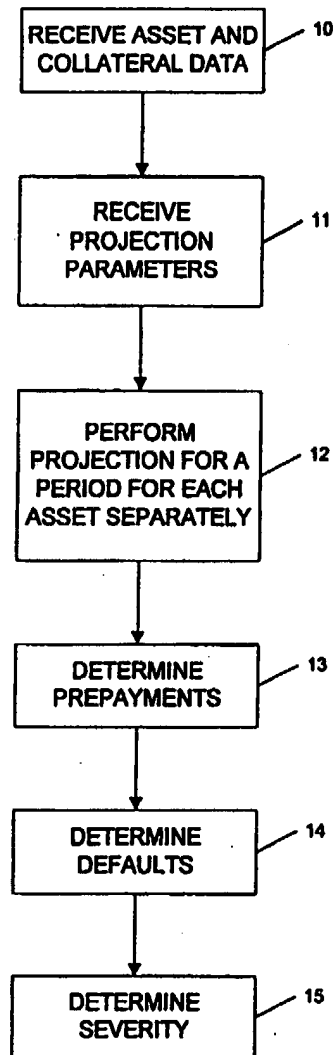 RECEIVE ASSET AND
COLLATERAL DATA
10
RECEIVE
PROJECTION
PARAMETERS
11
PERFORM
PROJECTION FOR A
PERIOD FOR EACH
ASSET SEPARATELY
12
DETERMINE
PREPAYMENTS
13
DETERMINE
DEFAULTS
14
DETERMINE
SEVERITY
15